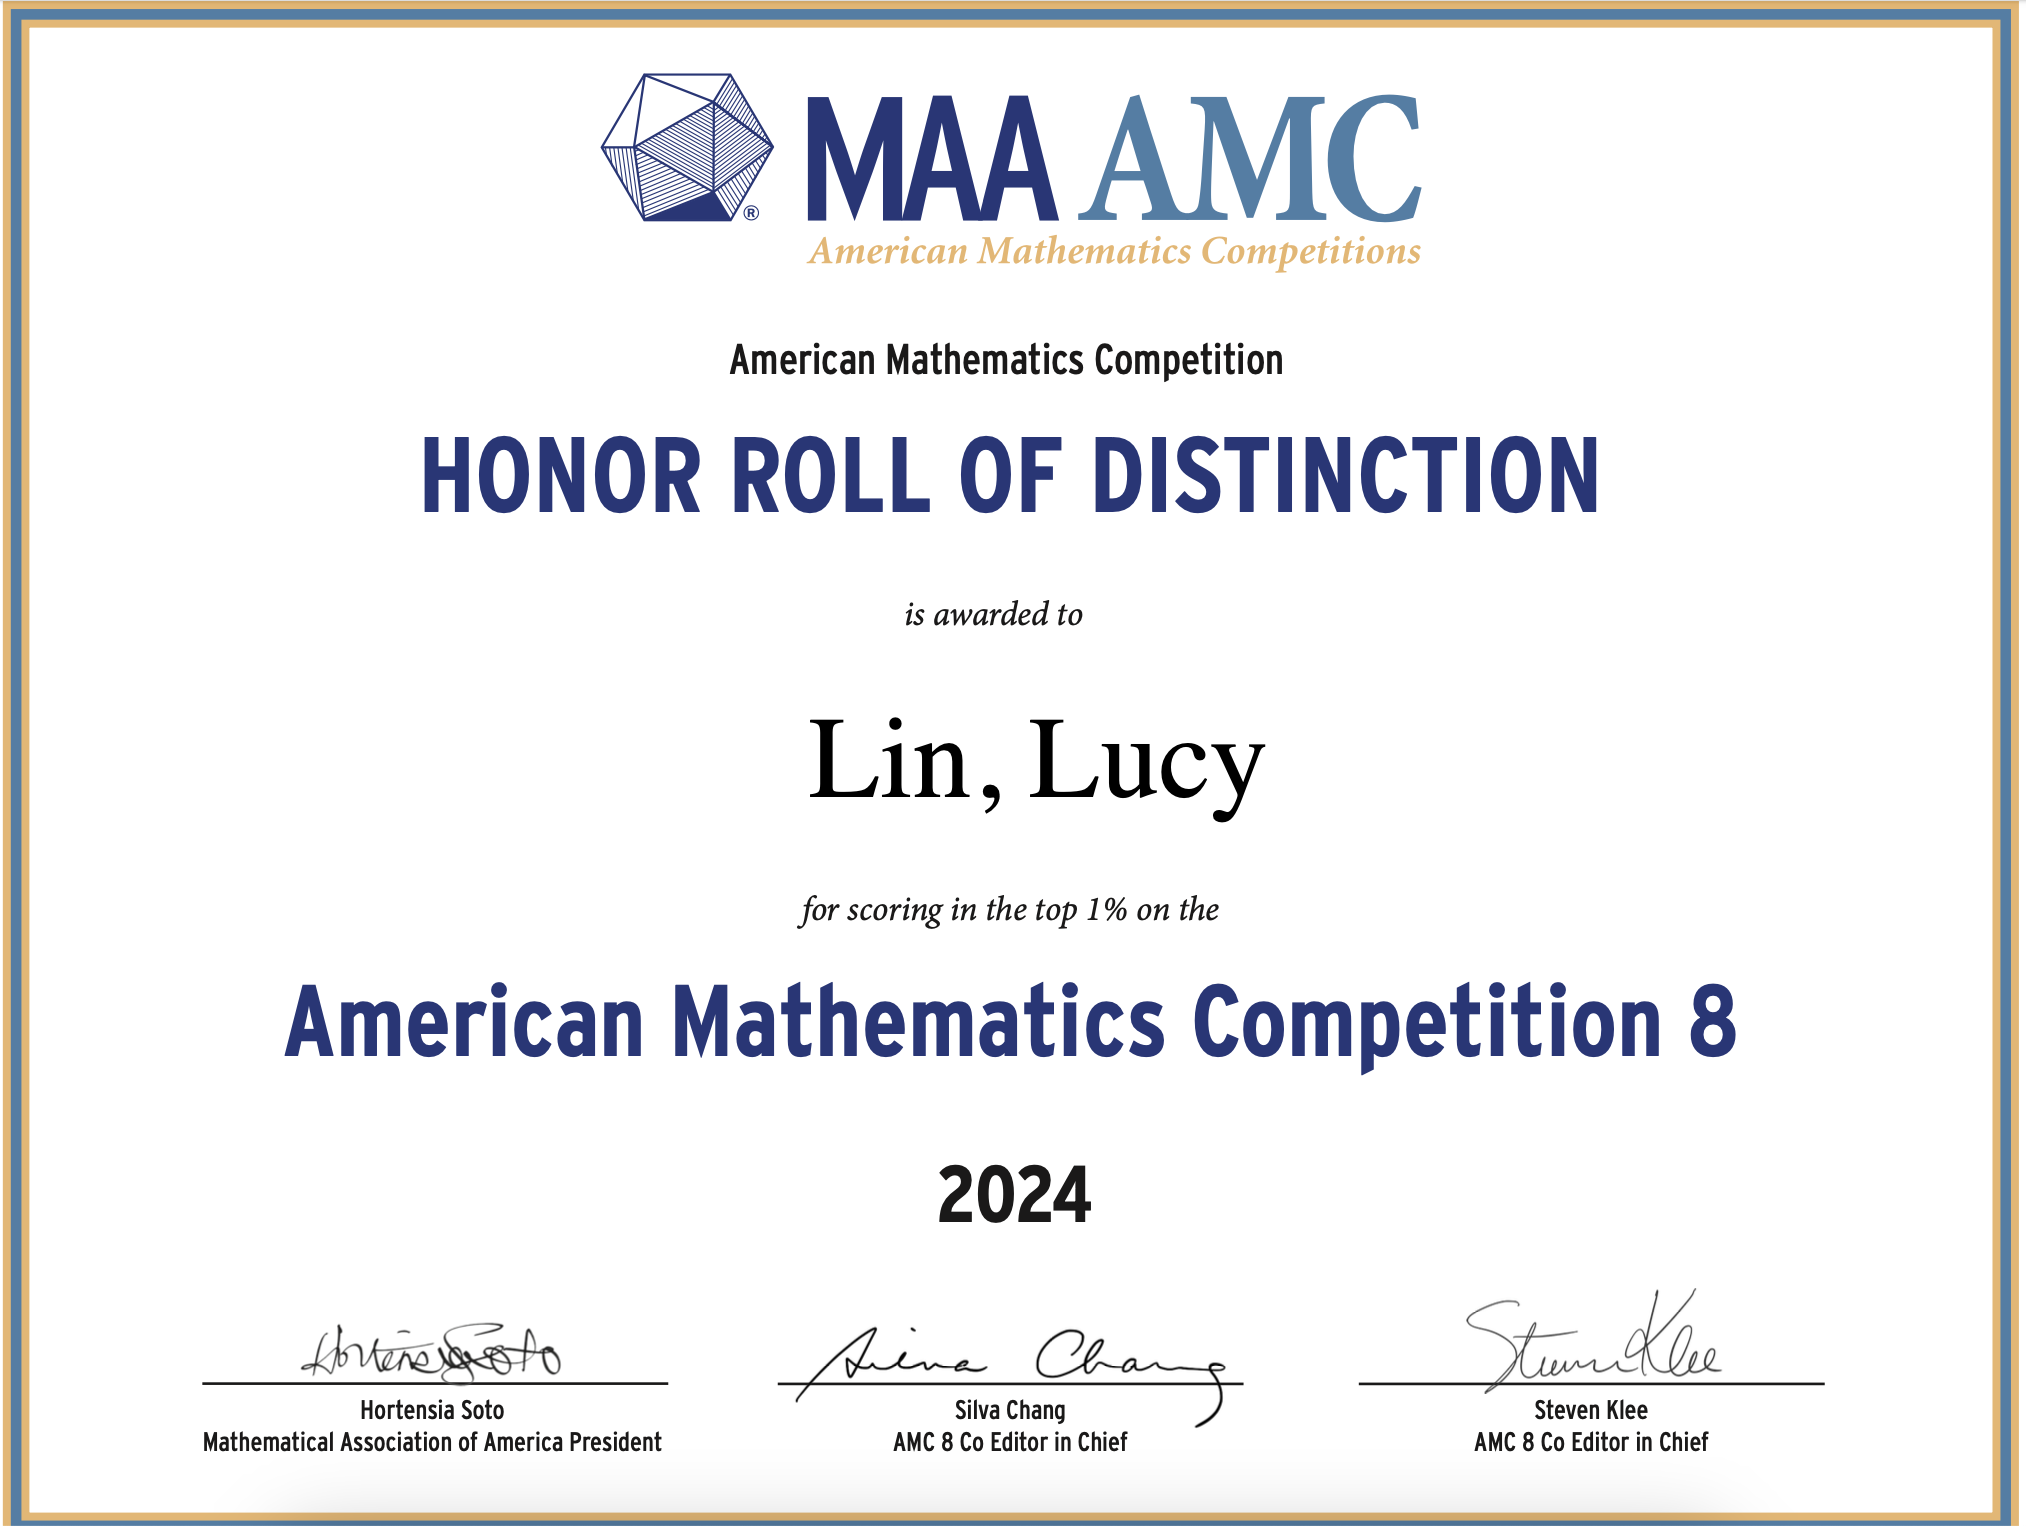 MAA AMC
®
American Mathematics Competitions
American Mathematics Competition
HONOR ROLL OF DISTINCTION
is awarded to
Lin, Lucy
for scoring in the top 1% on the
American Mathematics Competition 8
2024
Hortensia Soto
Silva Chang
Steven Klee
Hortensia Soto
Mathematical Association of America President
Silva Chang
AMC 8 Co Editor in Chief
Steven Klee
AMC 8 Co Editor in Chief